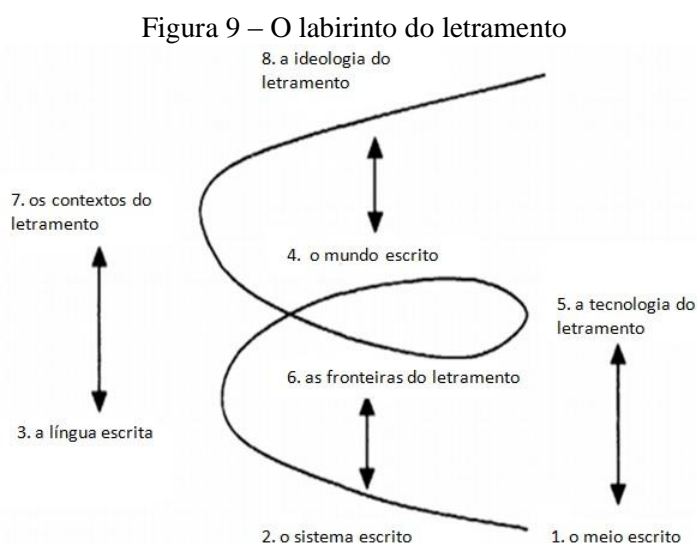 Figura 9 – O labirinto do letramento
8. a ideologia do
letramento
7. os contextos do
letramento
4. o mundo escrito
5. a tecnologia do
letramento
6. as fronteiras do letramento
3. a língua escrita
2. o sistema escrito
1. o meio escrito